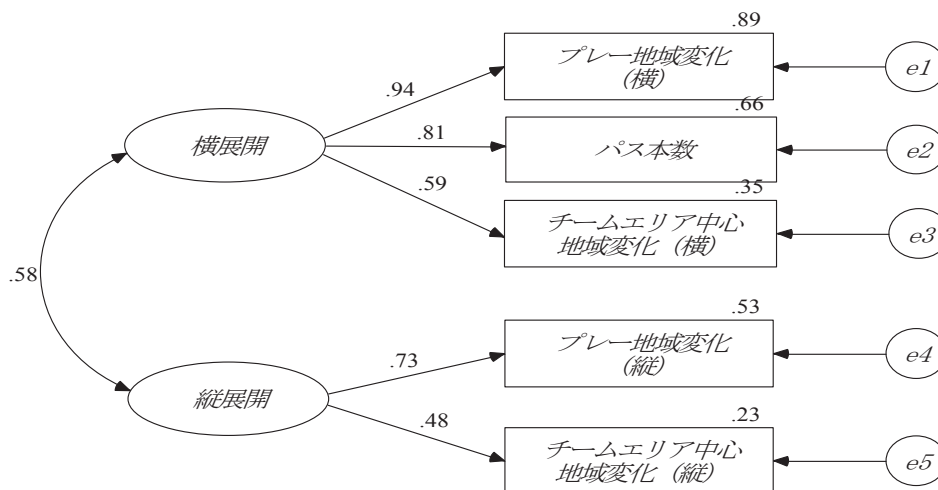 .89
プレー地域変化
(横)
e1
.94
.66
.81
横展開
パス本数
e2
.59
.35
チームエリア中心
地域変化 (横)
e3
.58
.53
プレー地域変化
(縦)
e4
.73
縦展開
.48
.23
チームエリア中心
地域変化 (縦)
e5